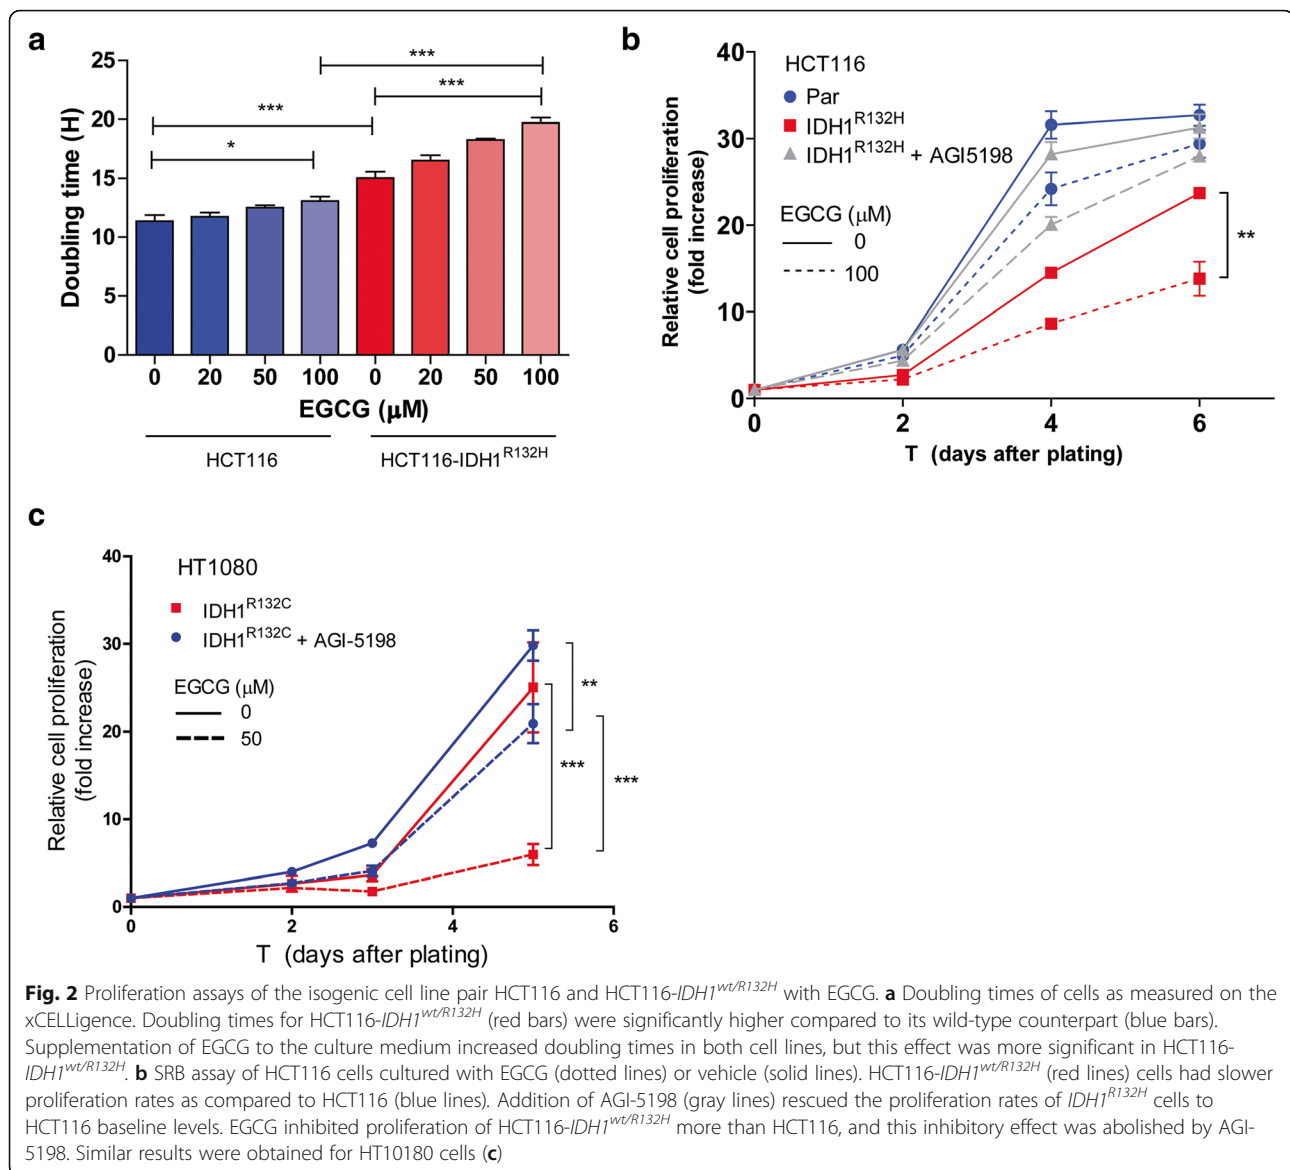 a
***
***
***
*
Doubling time (H)
25
20
15
10
5
0
0 20 50 100 0 20 50 100
EGCG (µM)
HCT116 HCT116-IDH1R132H
b
HCT116
Par
IDH1R132H
IDH1R132H + AGI5198
EGCG (µM)
0
100
**
Relative cell proliferation
(fold increase)
40
30
20
10
0
0 2 4 6
T (days after plating)
c
HT1080
IDH1R132C
IDH1R132C + AGI-5198
EGCG (µM)
0
50
**
***
***
Relative cell proliferation
(fold increase)
40
30
20
10
0
0 2 4 6
T (days after plating)
Fig. 2 Proliferation assays of the isogenic cell line pair HCT116 and HCT116-IDH1wt/R132H with EGCG. a Doubling times of cells as measured on the
xCELLigence. Doubling times for HCT116-IDH1wt/R132H (red bars) were significantly higher compared to its wild-type counterpart (blue bars).
Supplementation of EGCG to the culture medium increased doubling times in both cell lines, but this effect was more significant in HCT116-
IDH1wt/R132H. b SRB assay of HCT116 cells cultured with EGCG (dotted lines) or vehicle (solid lines). HCT116-IDH1wt/R132H (red lines) cells had slower
proliferation rates as compared to HCT116 (blue lines). Addition of AGI-5198 (gray lines) rescued the proliferation rates of IDH1R132H cells to
HCT116 baseline levels. EGCG inhibited proliferation of HCT116-IDH1wt/R132H more than HCT116, and this inhibitory effect was abolished by AGI-
5198. Similar results were obtained for HT10180 cells (c)